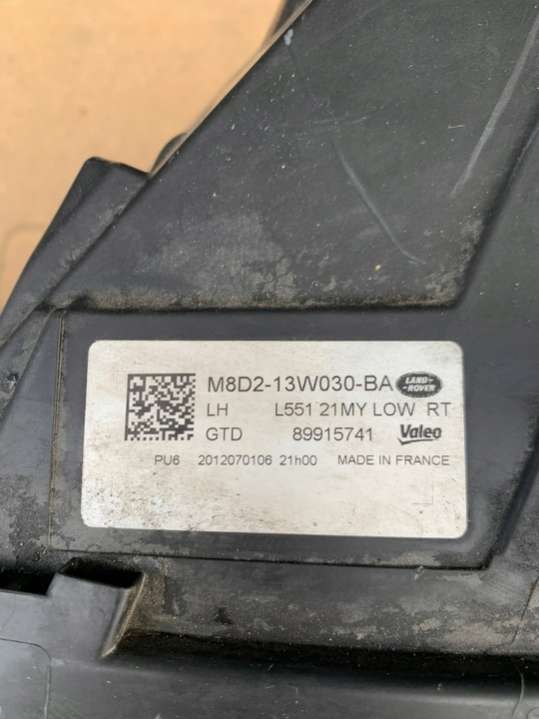 M8D2-13W030-BA LAND-ROVER
LH L551 21MY LOW RT
GTD 89915741 Valeo
PU6 2012070106 21h00 MADE IN FRANCE